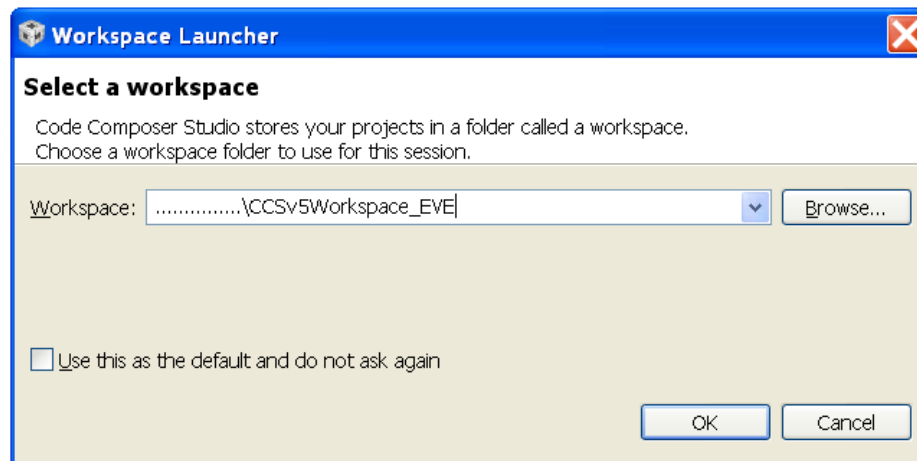 Workspace Launcher
Select a workspace
Code Composer Studio stores your projects in a folder called a workspace.
Choose a workspace folder to use for this session.
Workspace: ...............\CCSv5Workspace_EVE Browse...
Use this as the default and do not ask again
OK Cancel